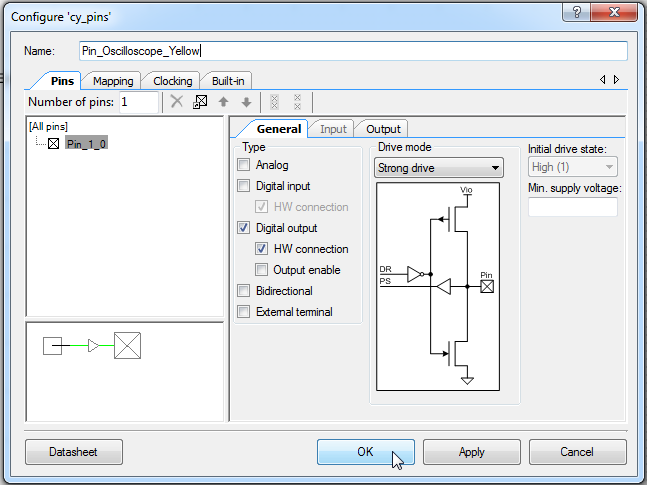 Configure 'cy_pins'
Name: Pin_Oscilloscope_Yellow
Pins Mapping Clocking Built-in
Number of pins: 1
[All pins]
Pin_1_0
General Input Output
Type
Analog
Digital input
HW connection
Digital output
HW connection
Output enable
Bidirectional
External terminal
Drive mode
Strong drive
Vio
DR
PS
Pin
Initial drive state:
High (1)
Min. supply voltage:
Datasheet OK Apply Cancel